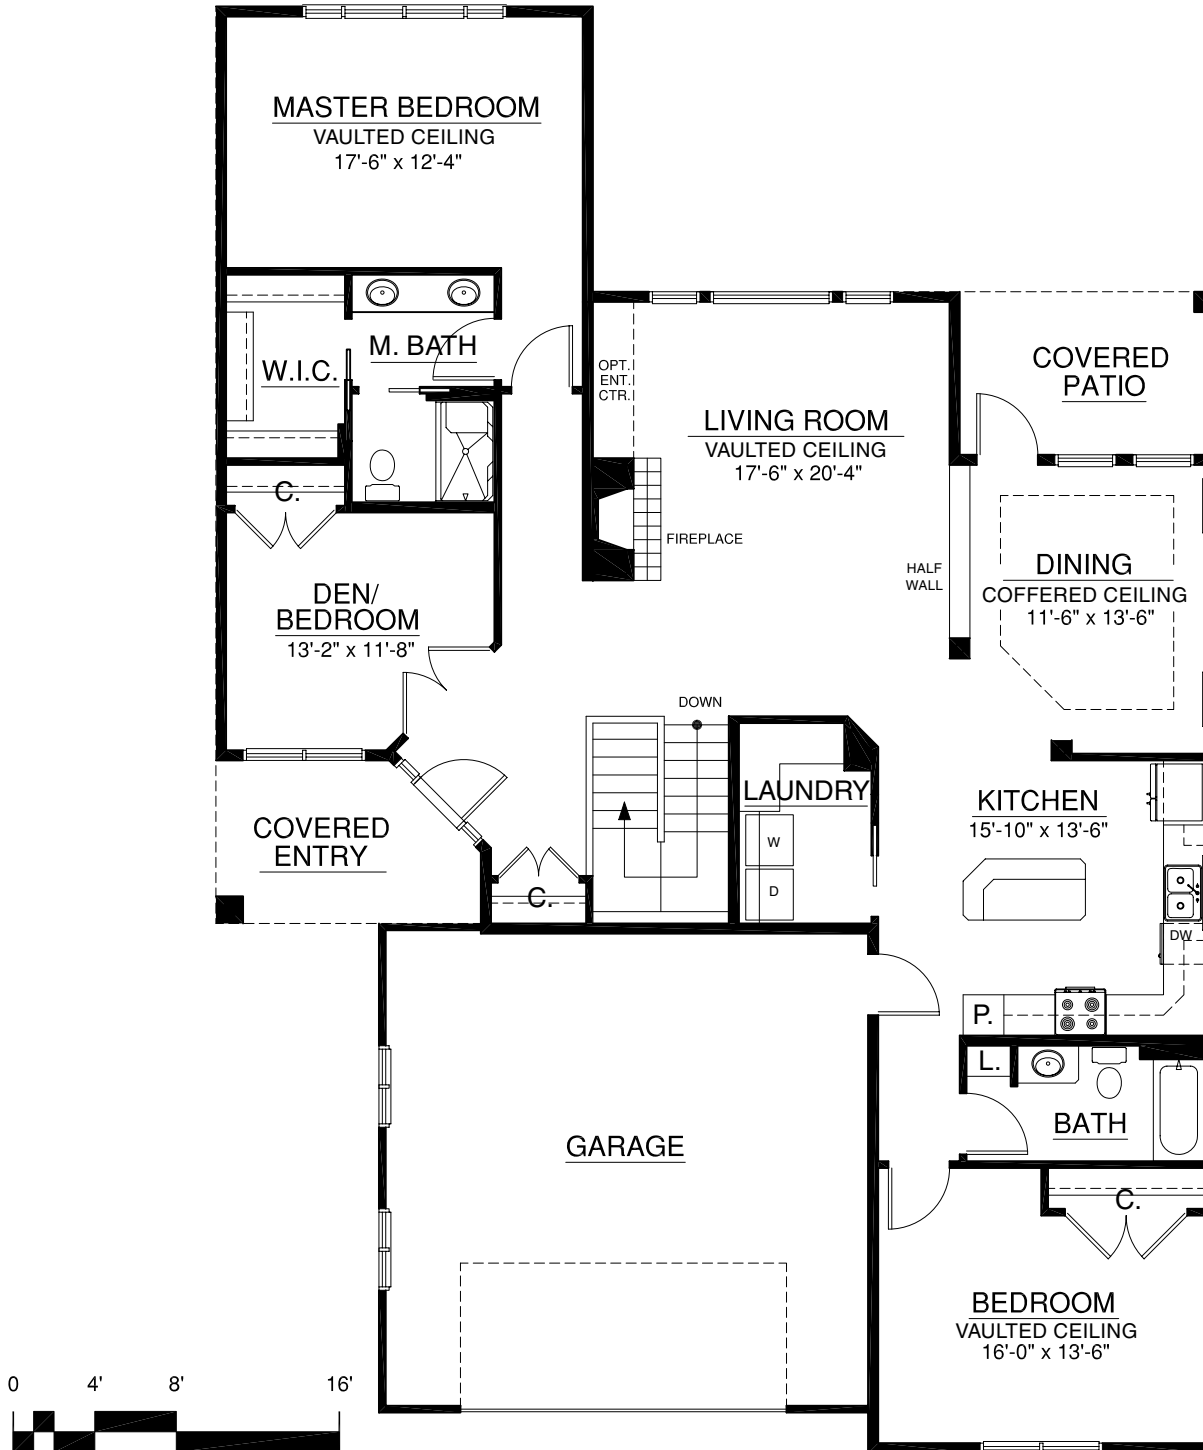 MASTER BEDROOM
VAULTED CEILING
17'-6" x 12'-4"
M. BATH
W.I.C.
OPT.
ENT.
CTR.
COVERED
PATIO
LIVING ROOM
VAULTED CEILING
17'-6" x 20'-4"
C.
FIREPLACE
HALF
WALL
DINING
COFFERED CEILING
11'-6" x 13'-6"
DEN/
BEDROOM
13'-2" x 11'-8"
DOWN
LAUNDRY
KITCHEN
15'-10" x 13'-6"
COVERED
ENTRY
W
D
C.
DW
P.
L.
BATH
GARAGE
C.
BEDROOM
VAULTED CEILING
16'-0" x 13'-6"
0 4' 8' 16'